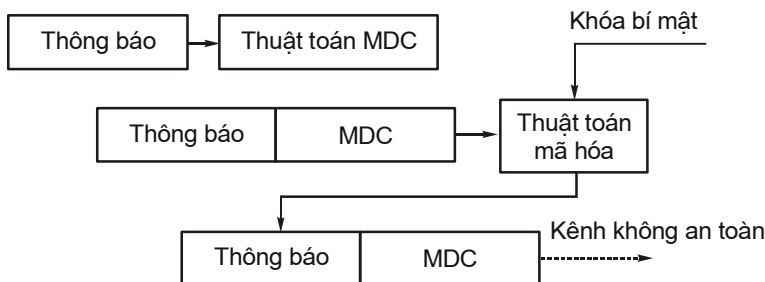 Khóa bí mật
Thông báo
Thuật toán MDC
Thông báo
MDC
Thuật toán
mã hóa
Kênh không an toàn
Thông báo
MDC